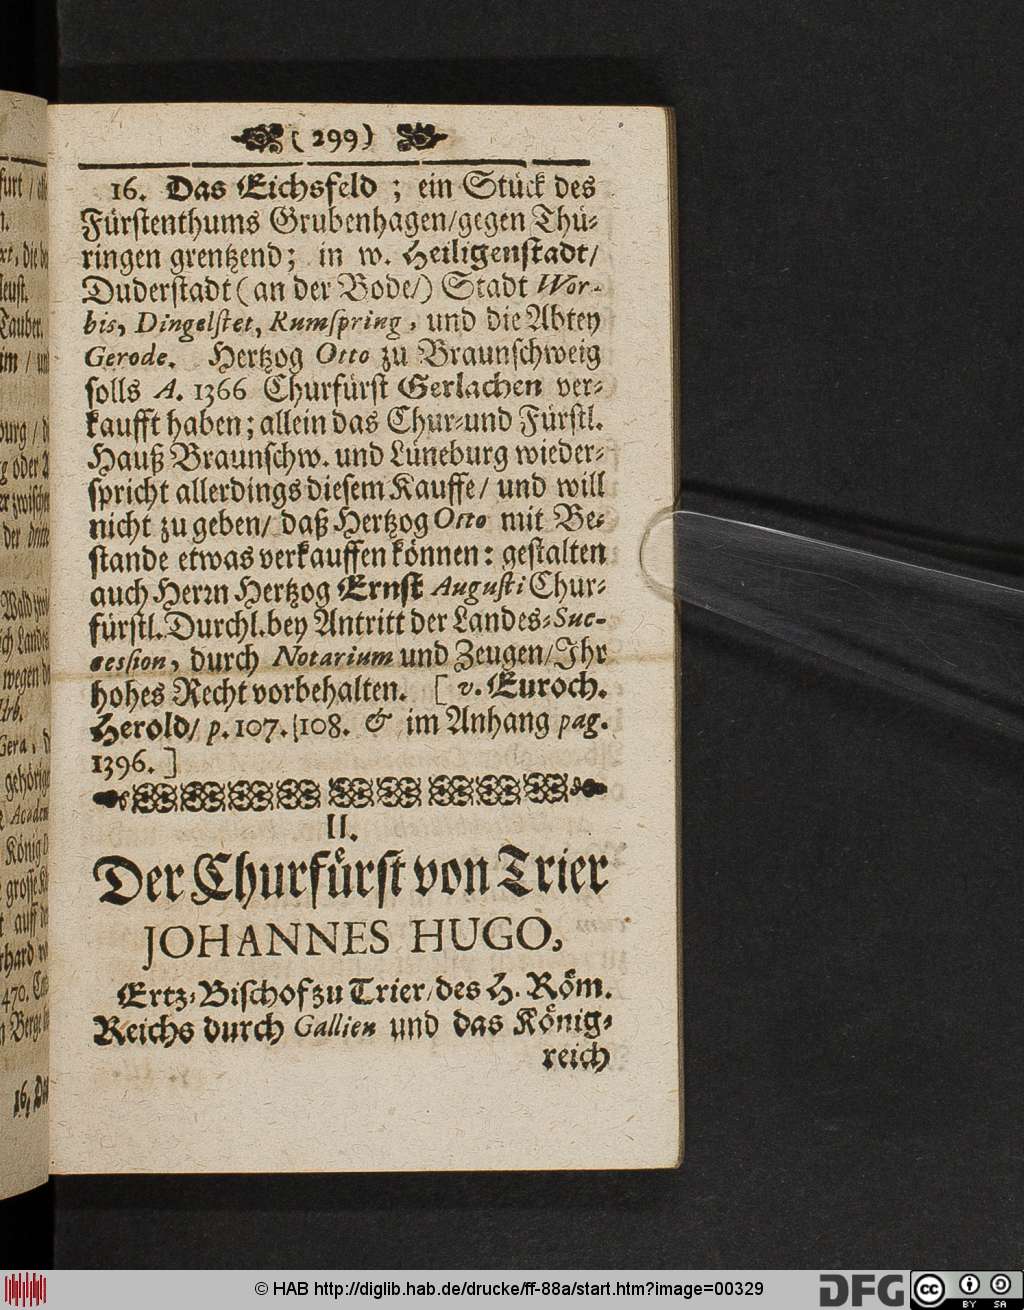 (299)
16. Das Eichsfeld; ein Stück des
Fürstenthums Grubenhagen/gegen Thü-
ringen grentzend; in w. Heiligenstadt/
Duderstadt (an der Bode/) Stadt Wor-
bis, Dingelstet, Rumspring, und die Abtey
Gerode. Hertzog Otto zu Braunschweig
solls A. 1366 Churfürst Gerlachen ver-
kaufft haben; allein das Chur-und Fürstl.
Hauß Braunschw. und Lüneburg wieder-
spricht allerdings diesem Kauffe/ und will
nicht zu geben/ daß Hertzog Otto mit Be-
stande etwas verkauffen können: gestalten
auch Herrn Hertzog Ernst Augusti Chur-
fürstl. Durchl. bey Antritt der Landes-Suc-
cession, durch Notarium und Zeugen/Ihr
hohes Recht vorbehalten. [v. Euroch.
Herold/ p. 107. 108. & im Anhang pag.
1396.]
II.
Der Churfürst von Trier
JOHANNES HUGO,
Ertz-Bischof zu Trier/des H. Röm.
Reichs durch Gallien und das König-
reich
© HAB http://diglib.hab.de/drucke/ff-88a/start.htm?image=00329
DFG
cc BY SA